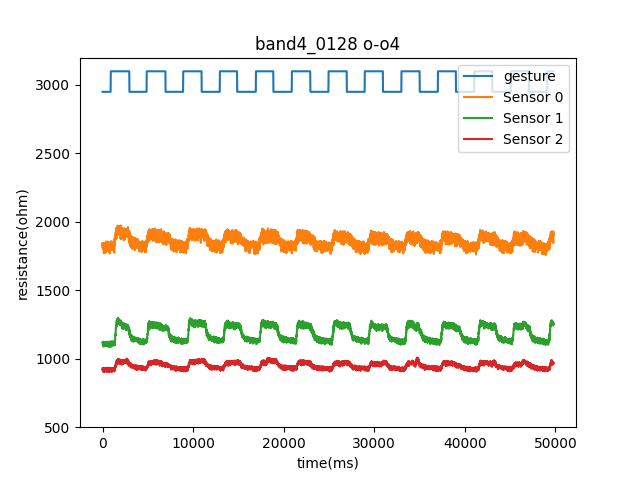 band4_0128 o-o4
gesture
Sensor 0
Sensor 1
Sensor 2
resistance(ohm)
3000
2500
2000
1500
1000
500
0
10000
20000
30000
40000
50000
time(ms)